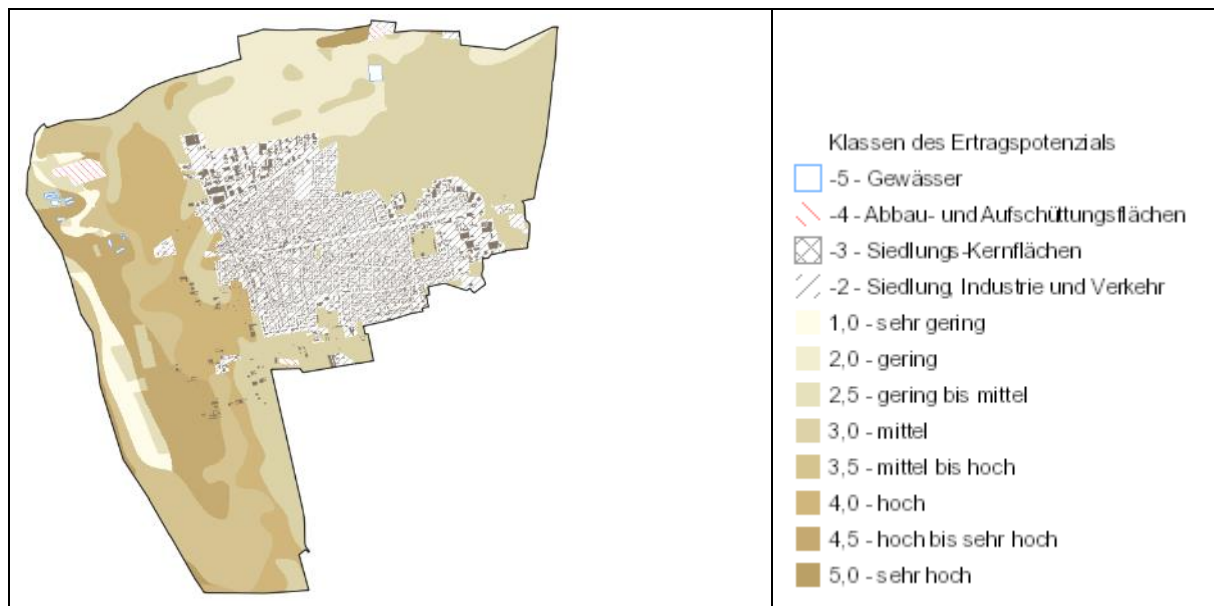 Klassen des Ertragspotenzials
-5 - Gewässer
-4 - Abbau- und Aufschüttungsflächen
-3 - Siedlungs-Kernflächen
-2 - Siedlung, Industrie und Verkehr
1,0 - sehr gering
2,0 - gering
2,5 - gering bis mittel
3,0 - mittel
3,5 - mittel bis hoch
4,0 - hoch
4,5 - hoch bis sehr hoch
5,0 - sehr hoch